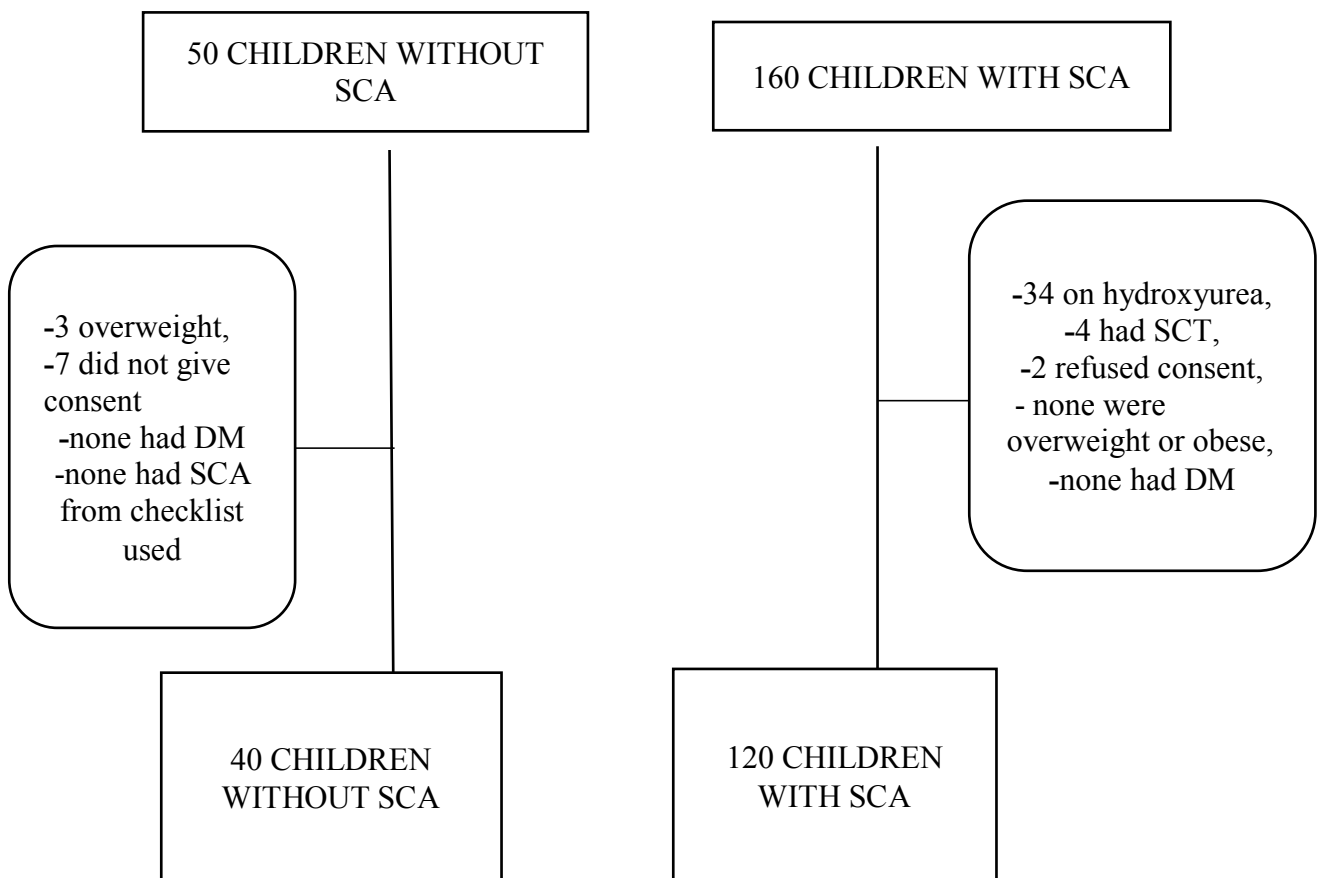 50 CHILDREN WITHOUT
SCA
160 CHILDREN WITH SCA
-3 overweight,
-7 did not give
consent
-none had DM
-none had SCA
from checklist
used
-34 on hydroxyurea,
-4 had SCT,
-2 refused consent,
- none were
overweight or obese,
-none had DM
40 CHILDREN
WITHOUT SCA
120 CHILDREN
WITH SCA